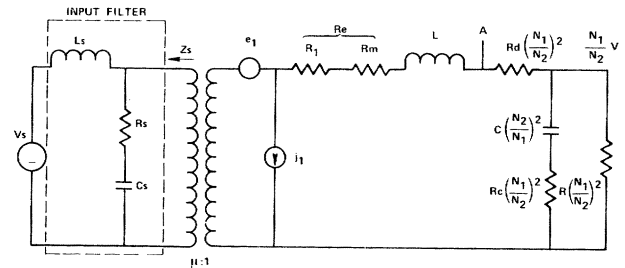 INPUT FILTER
Ls
Zs
e1
Re
R1
Rm
L
A
Rd(N1/N2)^2
N1/N2 V
Vs
Rs
Cs
j1
C(N2/N1)^2
Rc(N1/N2)^2
R(N1/N2)^2
μ:1